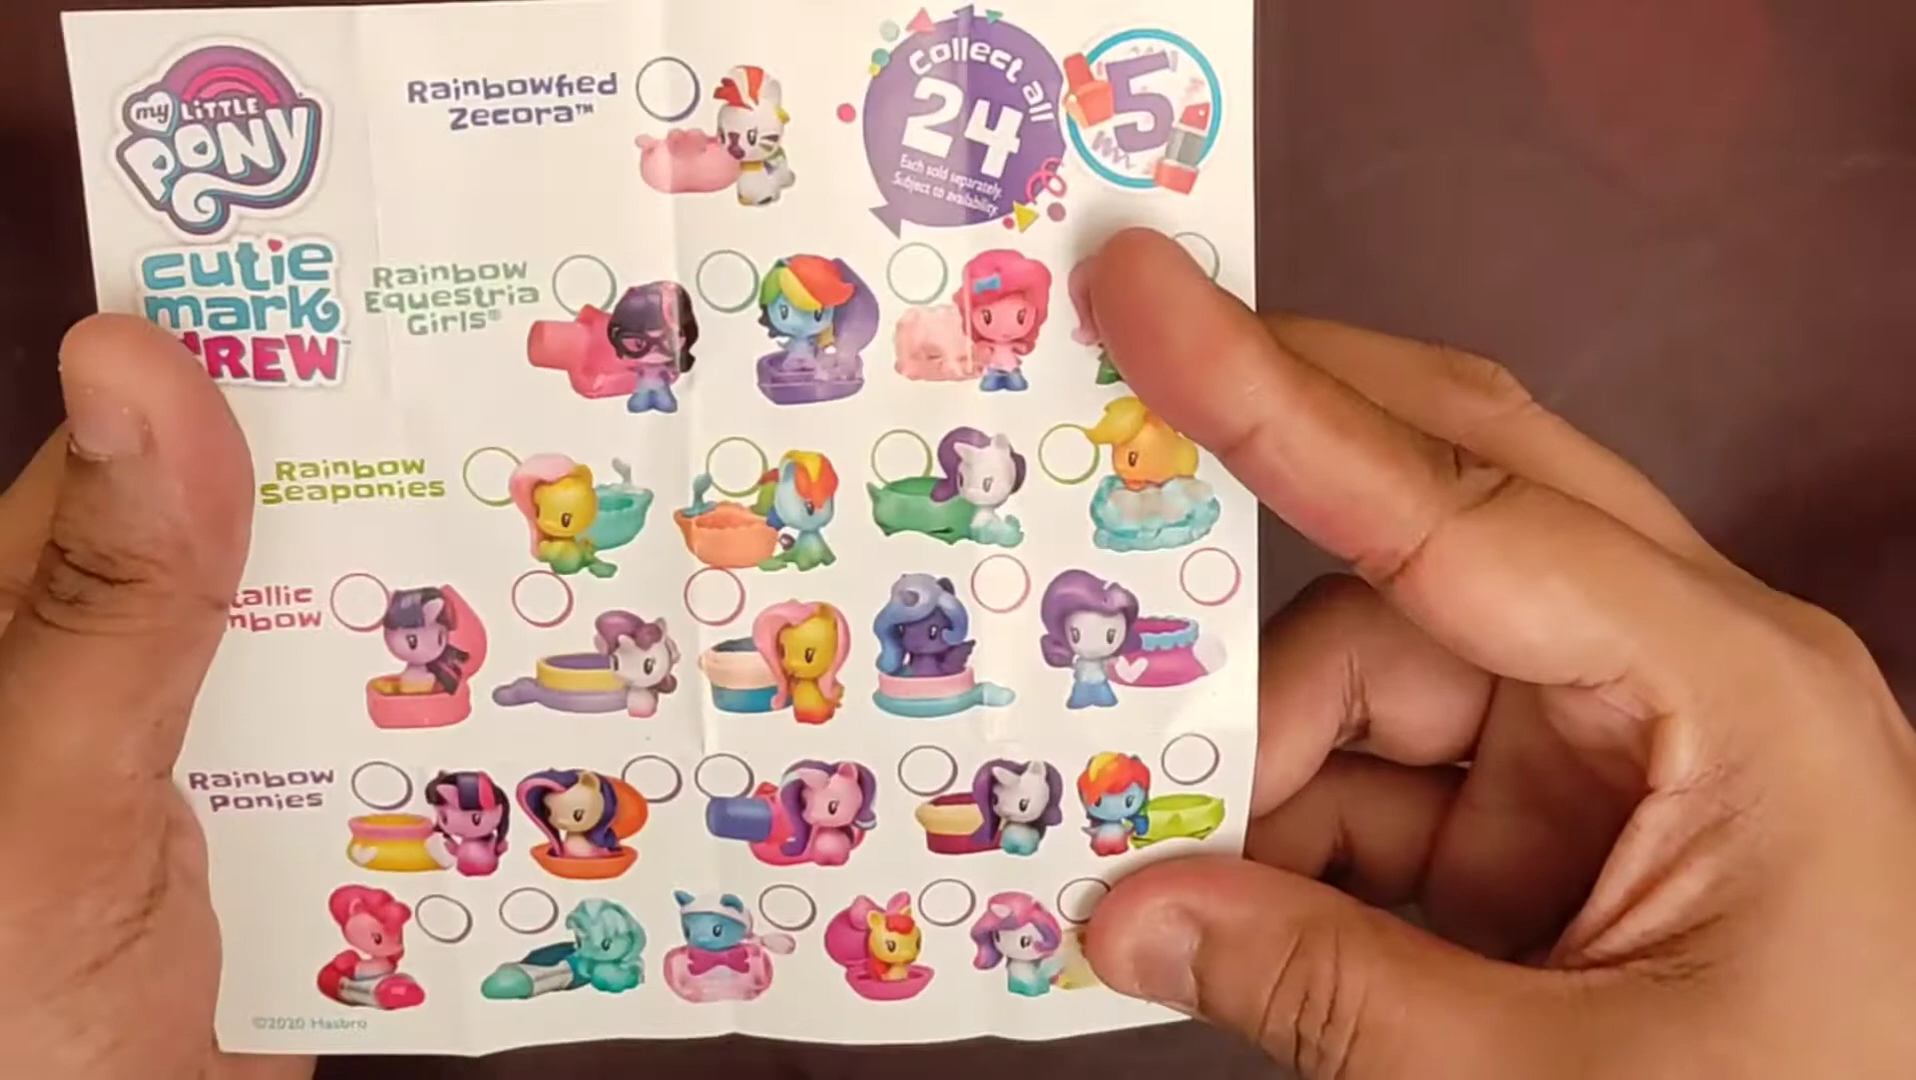 my LITTLE
PONY
cutie
mark
REW™
Rainbowfied
Zecora™
Collect all
24
Each sold separately.
Subject to availability.
5
Rainbow
Equestria
Girls®
Rainbow
Seaponies
tallic
nbow
Rainbow
Ponies
©2020 Hasbro